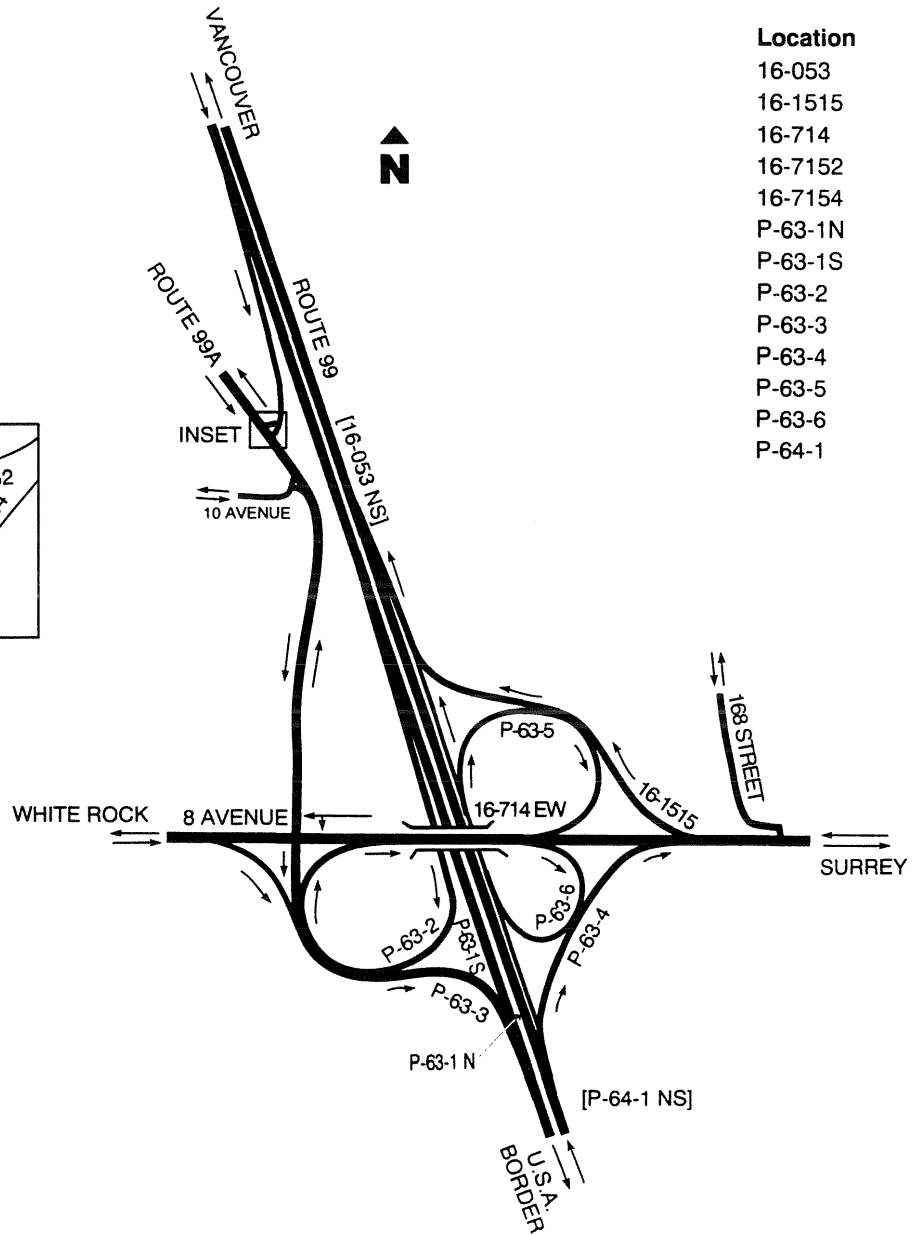 VANCOUVER
N
Location
16-053
16-1515
16-714
16-7152
16-7154
P-63-1N
P-63-1S
P-63-2
P-63-3
P-63-4
P-63-5
P-63-6
P-64-1
ROUTE 99A
ROUTE 99
[16-053 NS]
INSET
10 AVENUE
P-63-5
168 STREET
16-1515
WHITE ROCK
8 AVENUE
16-714 EW
SURREY
P-63-6
P-63-4
P-63-2
P-63-1S
P-63-3
P-63-1 N
[P-64-1 NS]
U.S.A.
BORDER